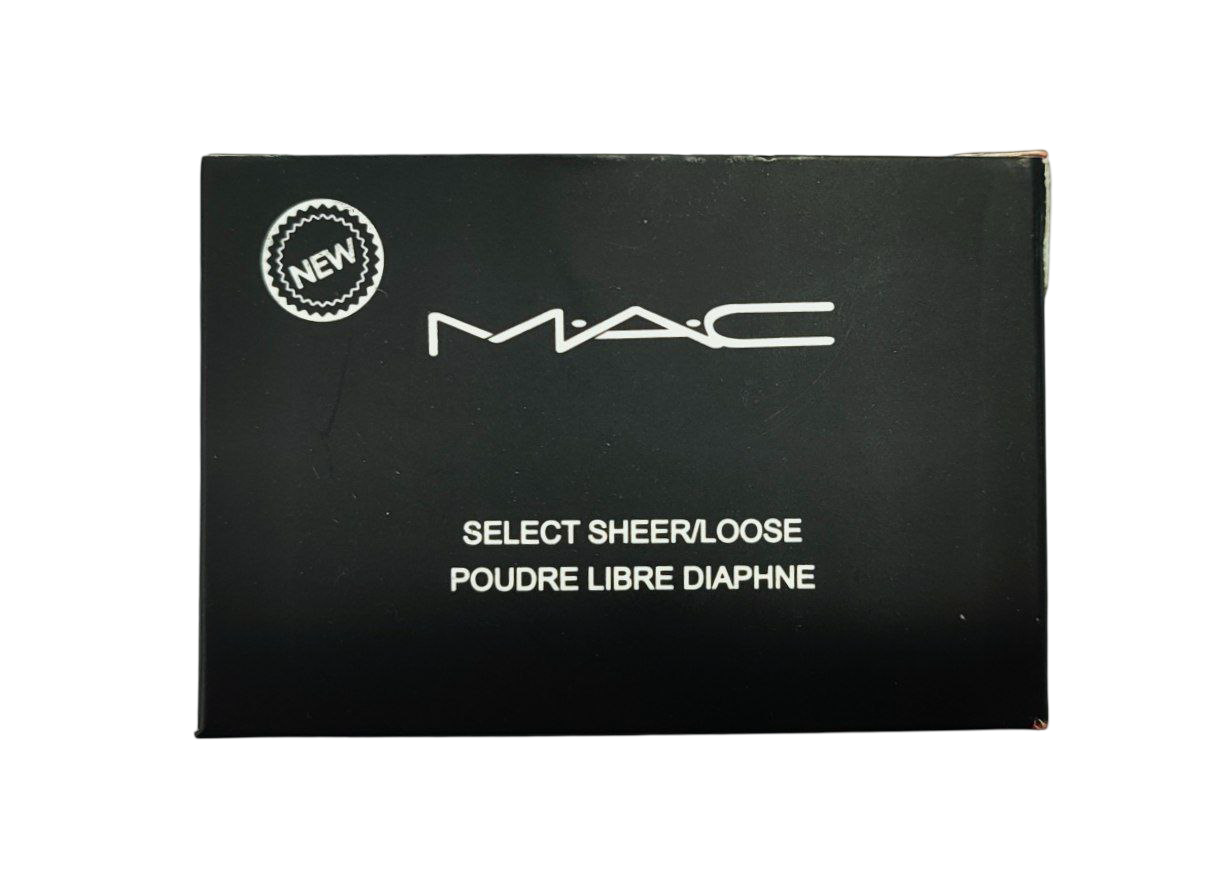 NEW
M·A·C
SELECT SHEER/LOOSE
POUDRE LIBRE DIAPHNE